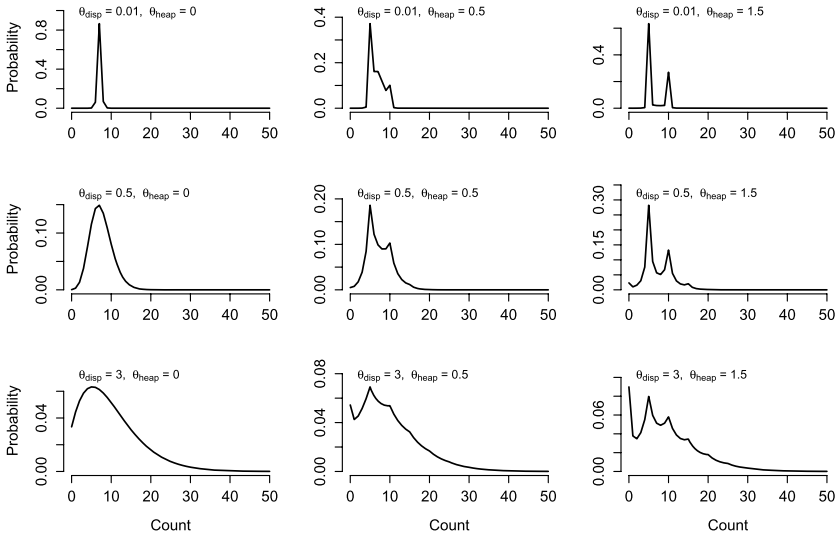 θdisp = 0.01, θheap = 0
Probability
0.0 0.4 0.8
0 10 20 30 40 50
θdisp = 0.01, θheap = 0.5
0.0 0.2 0.4
0 10 20 30 40 50
θdisp = 0.01, θheap = 1.5
0.0 0.4
0 10 20 30 40 50
θdisp = 0.5, θheap = 0
Probability
0.00 0.10
0 10 20 30 40 50
θdisp = 0.5, θheap = 0.5
0.00 0.10 0.20
0 10 20 30 40 50
θdisp = 0.5, θheap = 1.5
0.00 0.15 0.30
0 10 20 30 40 50
θdisp = 3, θheap = 0
Probability
0.00 0.04
0 10 20 30 40 50
Count
θdisp = 3, θheap = 0.5
0.00 0.04 0.08
0 10 20 30 40 50
Count
θdisp = 3, θheap = 1.5
0.00 0.06
0 10 20 30 40 50
Count